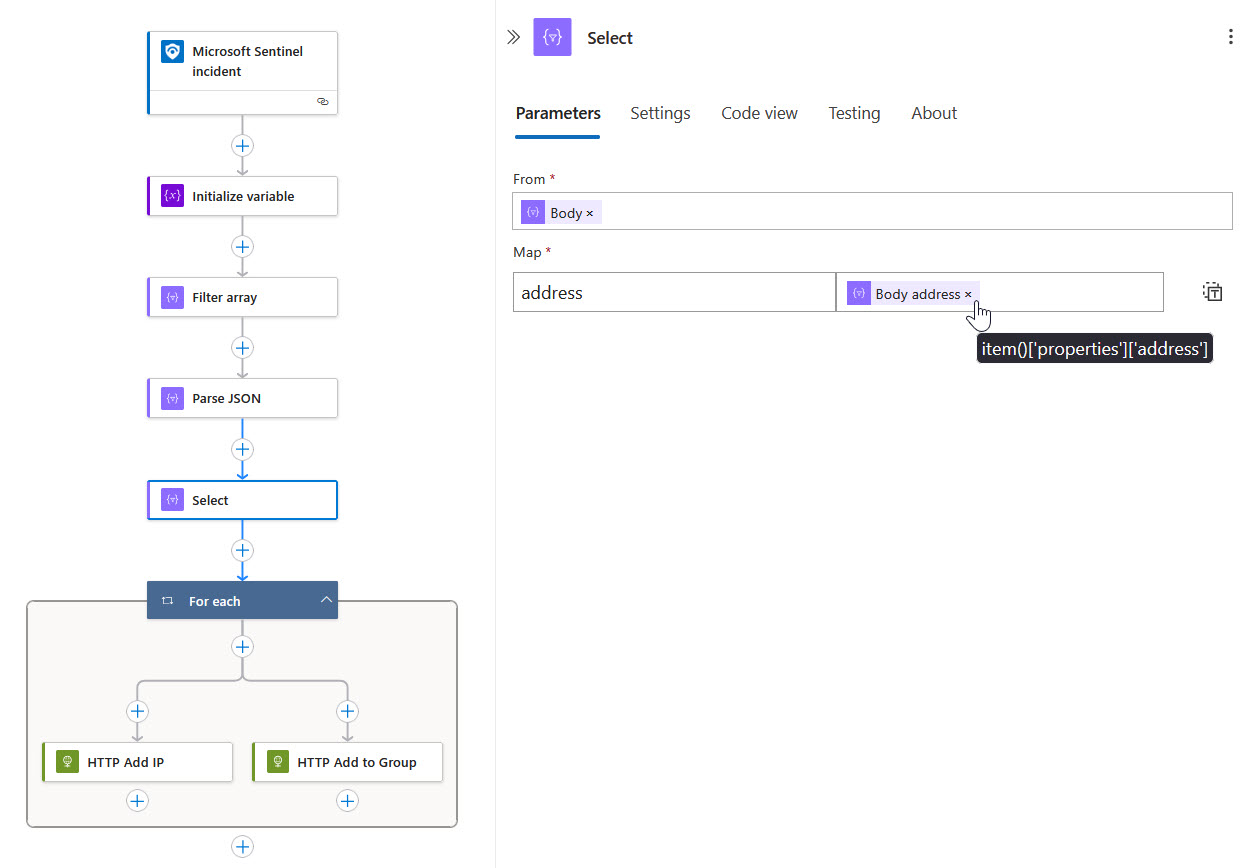 Microsoft Sentinel
incident
Initialize variable
Filter array
Parse JSON
Select
For each
HTTP Add IP
HTTP Add to Group
Select
Parameters
Settings
Code view
Testing
About
From *
Body ×
Map *
address
Body address ×
item()['properties']['address']